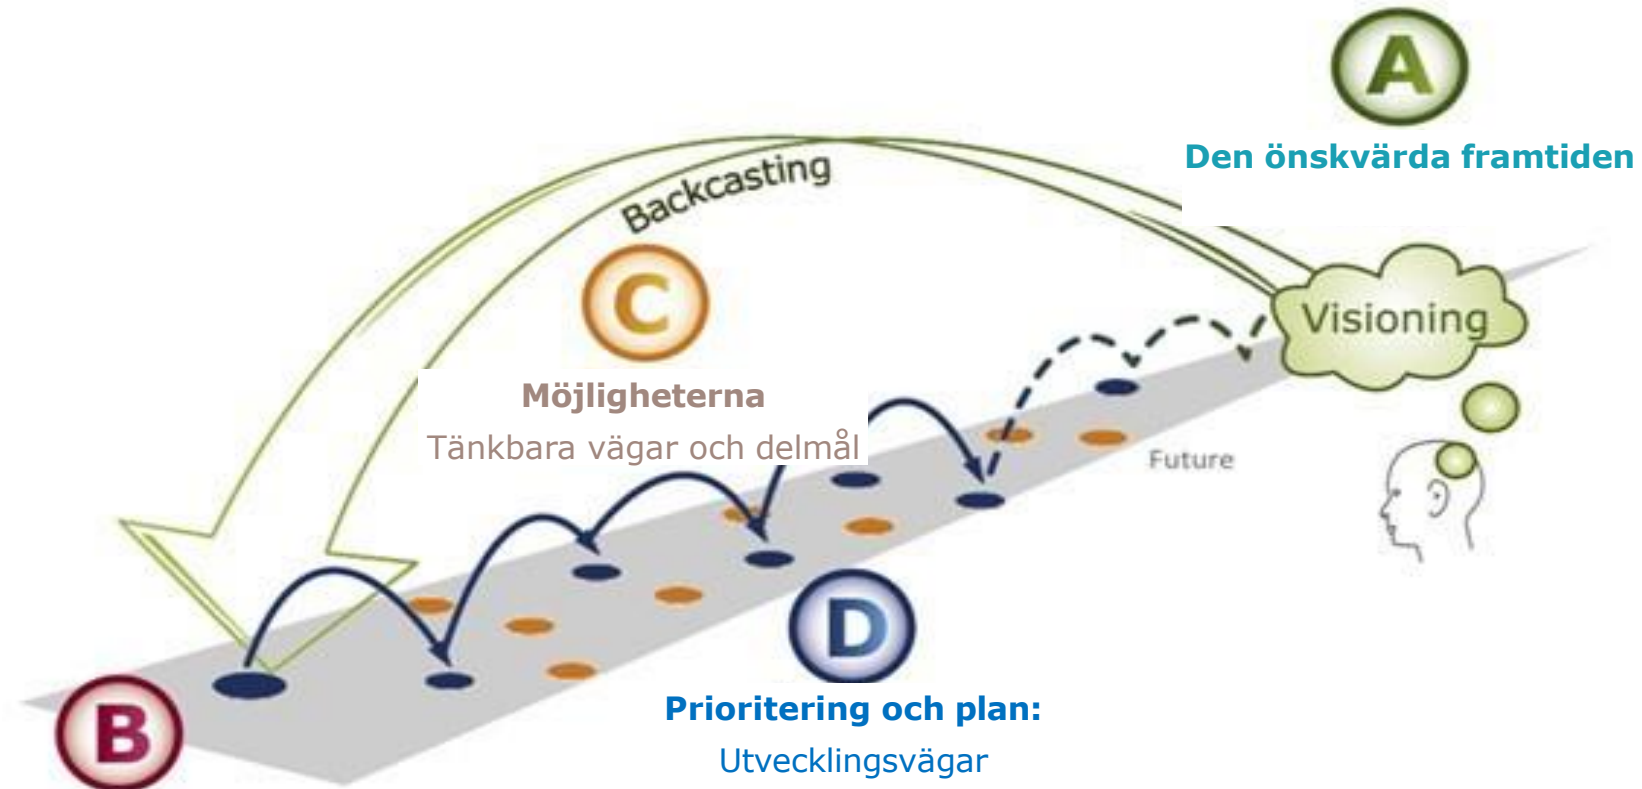 A
Den önskvärda framtiden
Backcasting
C
Visioning
Möjligheterna
Tänkbara vägar och delmål
Future
D
B
Prioritering och plan:
Utvecklingsvägar